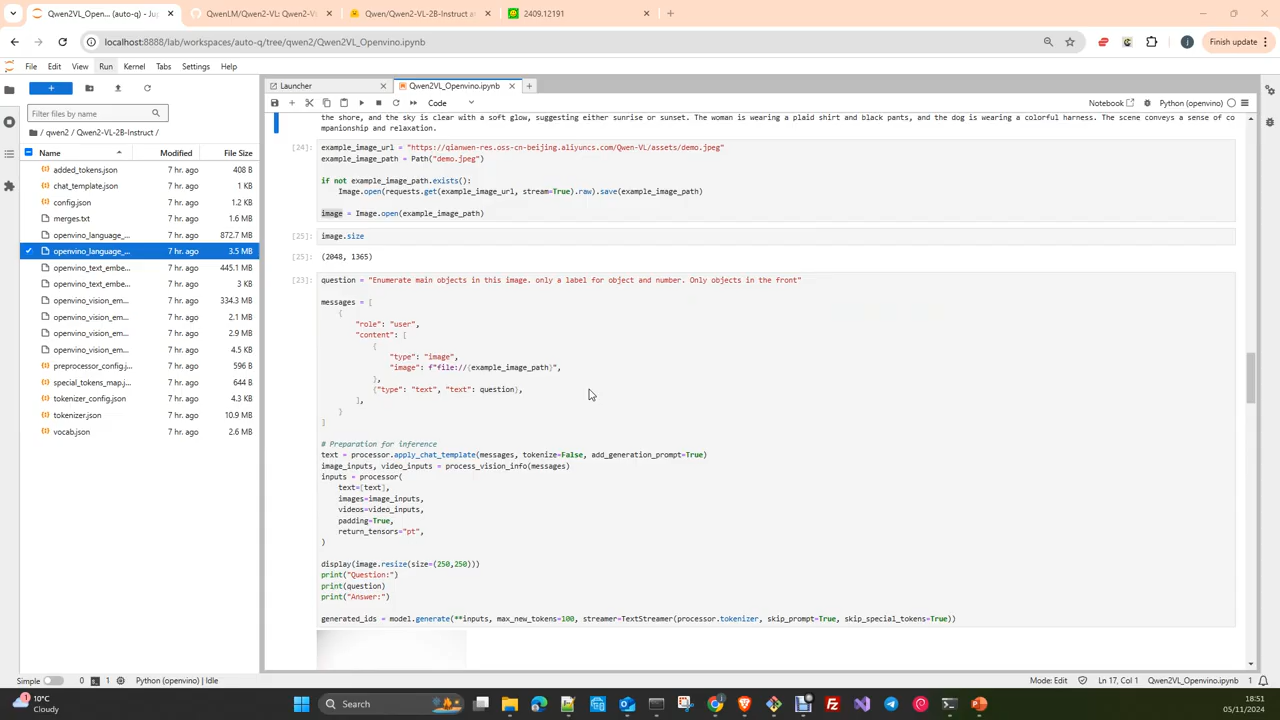 Qwen2VL_Open... (auto-q) - Jup
QwenLM/Qwen2-VL: Qwen2-V
Qwen/Qwen2-VL-2B-Instruct
2409.12191
localhost:8888/lab/workspaces/auto-q/tree/qwen2/Qwen2VL_Openvino.ipynb
Finish update
File Edit View Run Kernel Tabs Settings Help
Filter files by name
/ qwen2 / Qwen2-VL-2B-Instruct /
Name Modified File Size
added_tokens.json 7 hr. ago 408 B
chat_template.json 7 hr. ago 1 KB
config.json 7 hr. ago 1.2 KB
merges.txt 7 hr. ago 1.6 MB
openvino_language_... 7 hr. ago 872.7 MB
openvino_language_... 7 hr. ago 3.5 MB
openvino_text_embe... 7 hr. ago 445.1 MB
openvino_text_embe... 7 hr. ago 3 KB
openvino_vision_em... 7 hr. ago 334.3 MB
openvino_vision_em... 7 hr. ago 2.1 MB
openvino_vision_em... 7 hr. ago 2.9 MB
openvino_vision_em... 7 hr. ago 4.5 KB
preprocessor_config.j... 7 hr. ago 596 B
special_tokens_map.j... 7 hr. ago 644 B
tokenizer_config.json 7 hr. ago 4.3 KB
tokenizer.json 7 hr. ago 10.9 MB
vocab.json 7 hr. ago 2.6 MB
Launcher
Qwen2VL_Openvino.ipynb
Code
Notebook
Python (openvino)
the shore, and the sky is clear with a soft glow, suggesting either sunrise or sunset. The woman is wearing a plaid shirt and black pants, and the dog is wearing a colorful harness. The scene conveys a sense of co
mpanionship and relaxation.
[24]: example_image_url = "https://qianwen-res.oss-cn-beijing.aliyuncs.com/Qwen-VL/assets/demo.jpeg"
example_image_path = Path("demo.jpeg")
if not example_image_path.exists():
Image.open(requests.get(example_image_url, stream=True).raw).save(example_image_path)
image = Image.open(example_image_path)
[25]: image.size
[25]: (2048, 1365)
[23]: question = "Enumerate main objects in this image. only a label for object and number. Only objects in the front"
messages = [
{
"role": "user",
"content": [
{
"type": "image",
"image": f"file://{example_image_path}",
},
{"type": "text", "text": question},
],
}
]
# Preparation for inference
text = processor.apply_chat_template(messages, tokenize=False, add_generation_prompt=True)
image_inputs, video_inputs = process_vision_info(messages)
inputs = processor(
text=[text],
images=image_inputs,
videos=video_inputs,
padding=True,
return_tensors="pt",
)
display(image.resize(size=(250,250)))
print("Question:")
print(question)
print("Answer:")
generated_ids = model.generate(**inputs, max_new_tokens=100, streamer=TextStreamer(processor.tokenizer, skip_prompt=True, skip_special_tokens=True))
Simple 0 1 Python (openvino) | Idle
Mode: Edit Ln 17, Col 1 Qwen2VL_Openvino.ipynb 1
10°C
Cloudy
Search
18:51
05/11/2024